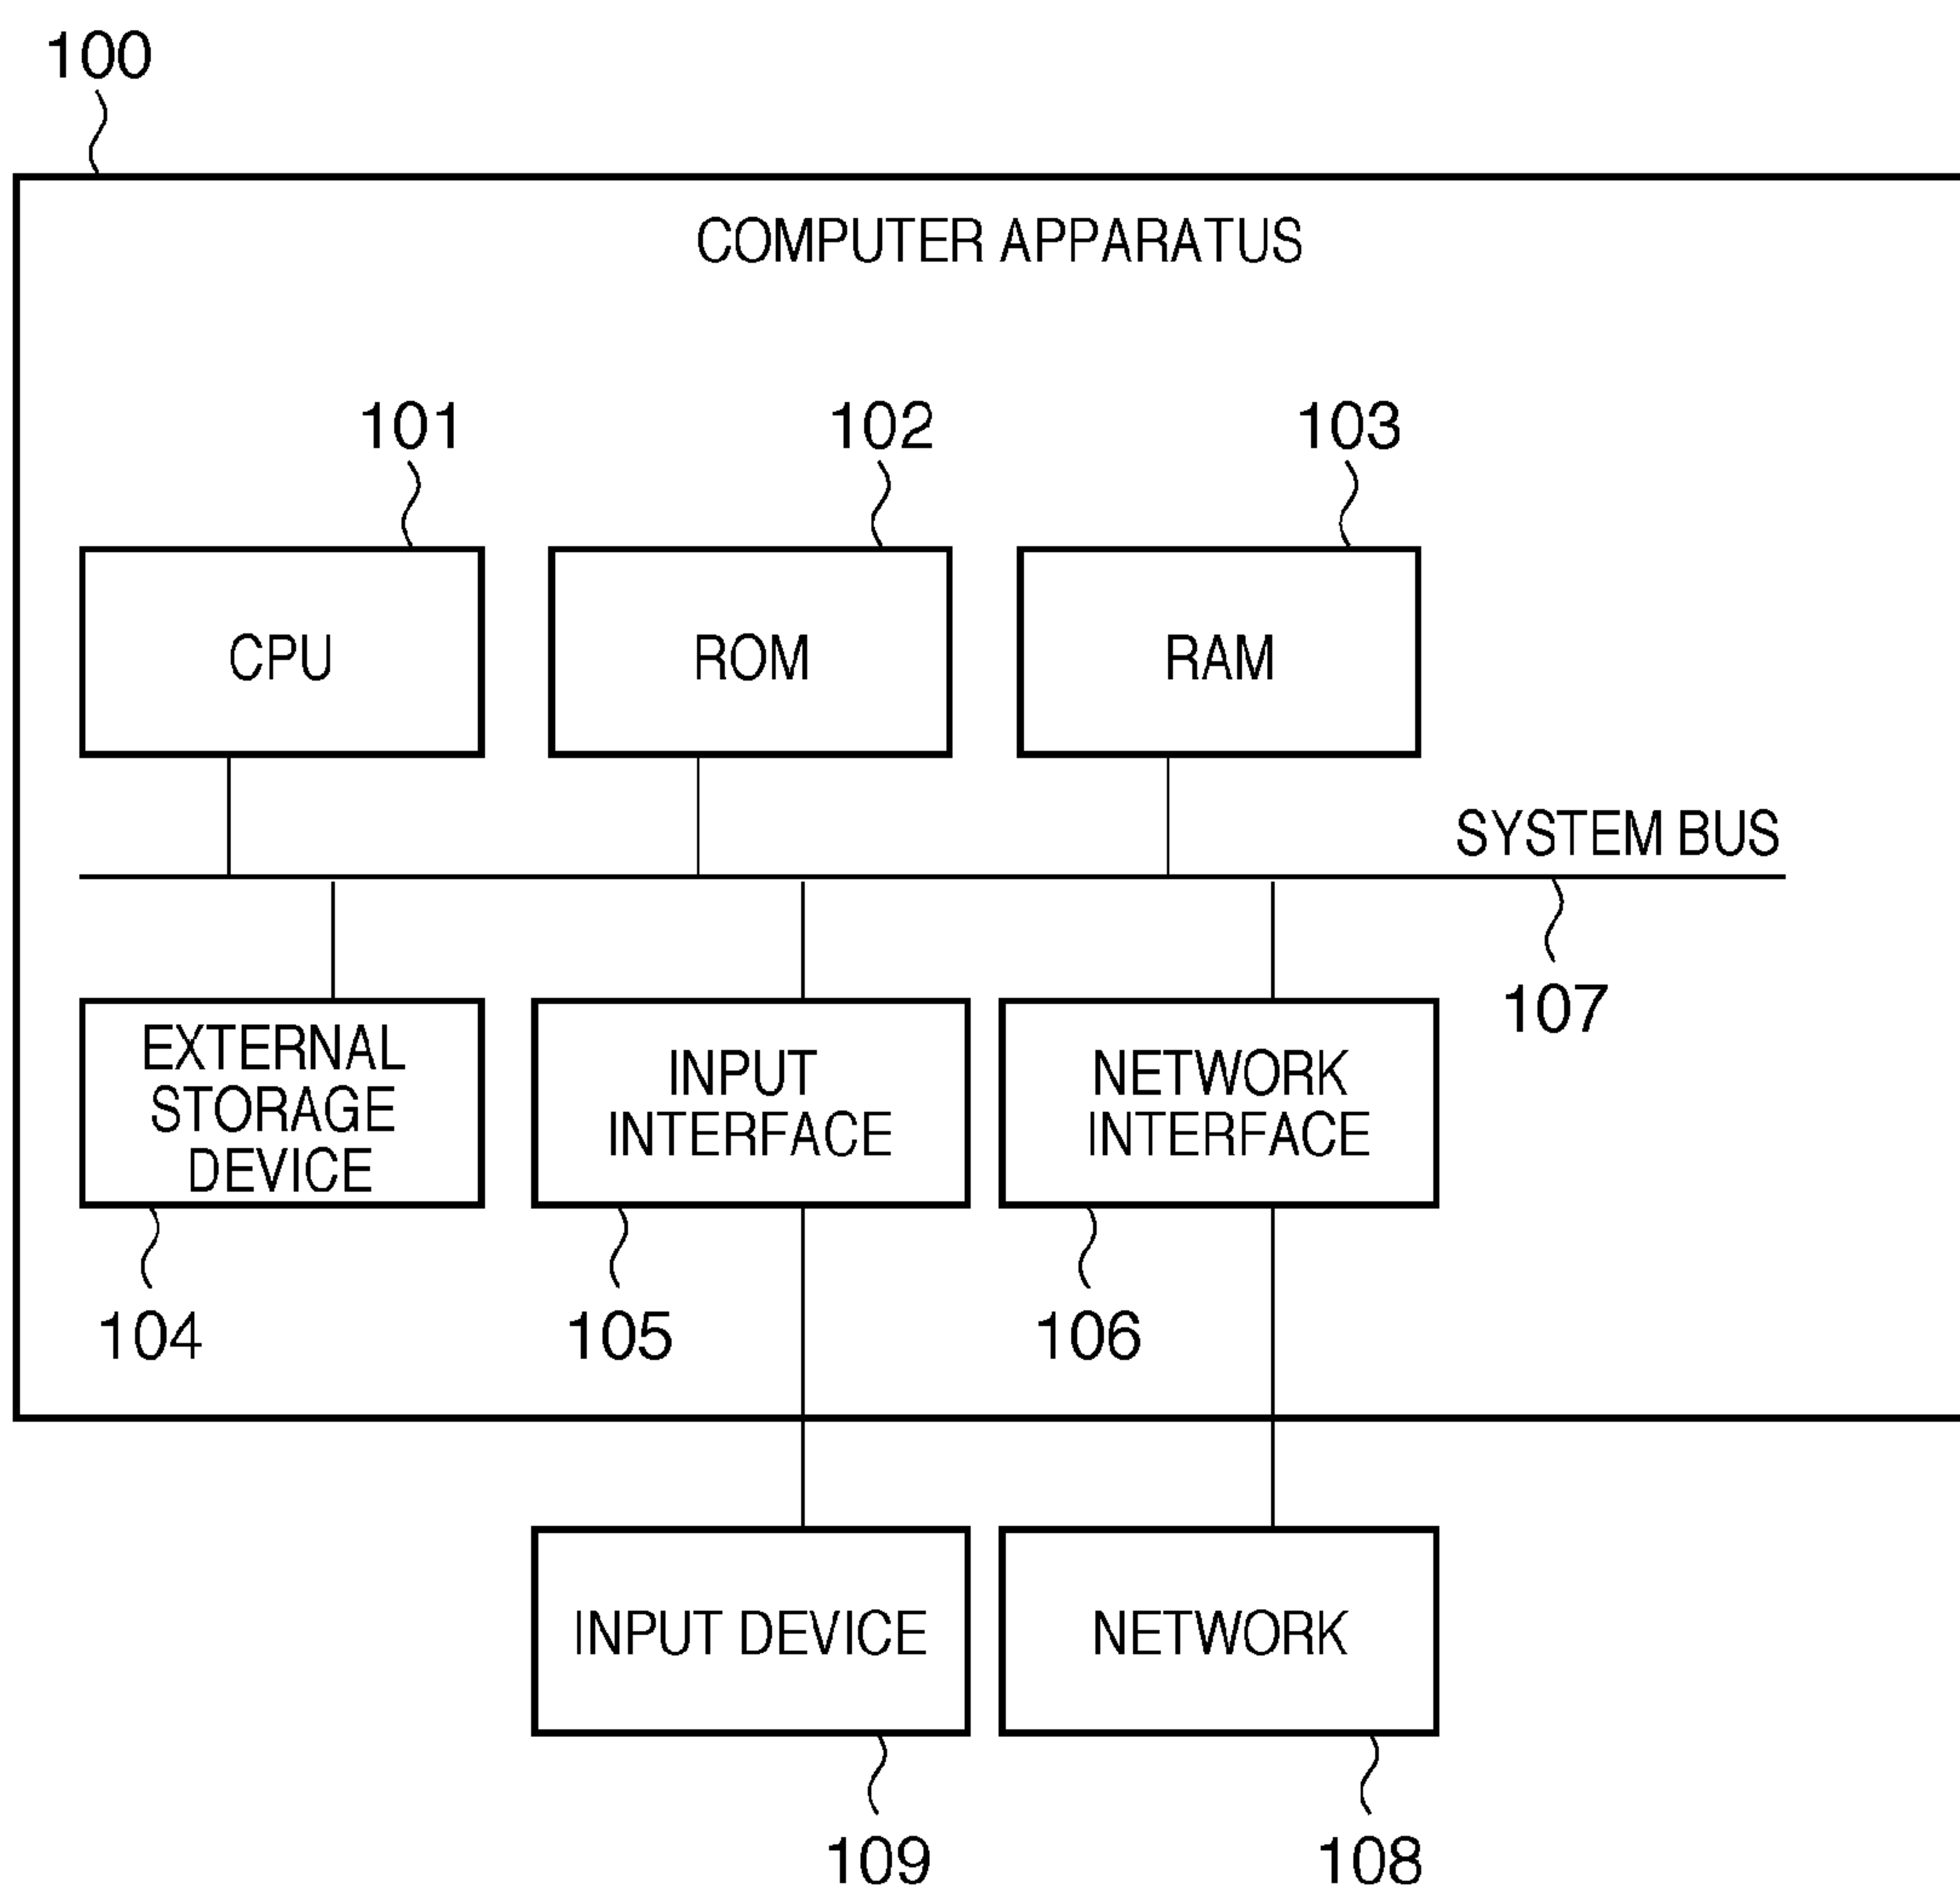 100
COMPUTER APPARATUS
101
102
103
CPU
ROM
RAM
SYSTEM BUS
107
EXTERNAL
STORAGE
DEVICE
INPUT
INTERFACE
NETWORK
INTERFACE
104
105
106
INPUT DEVICE
NETWORK
109
108